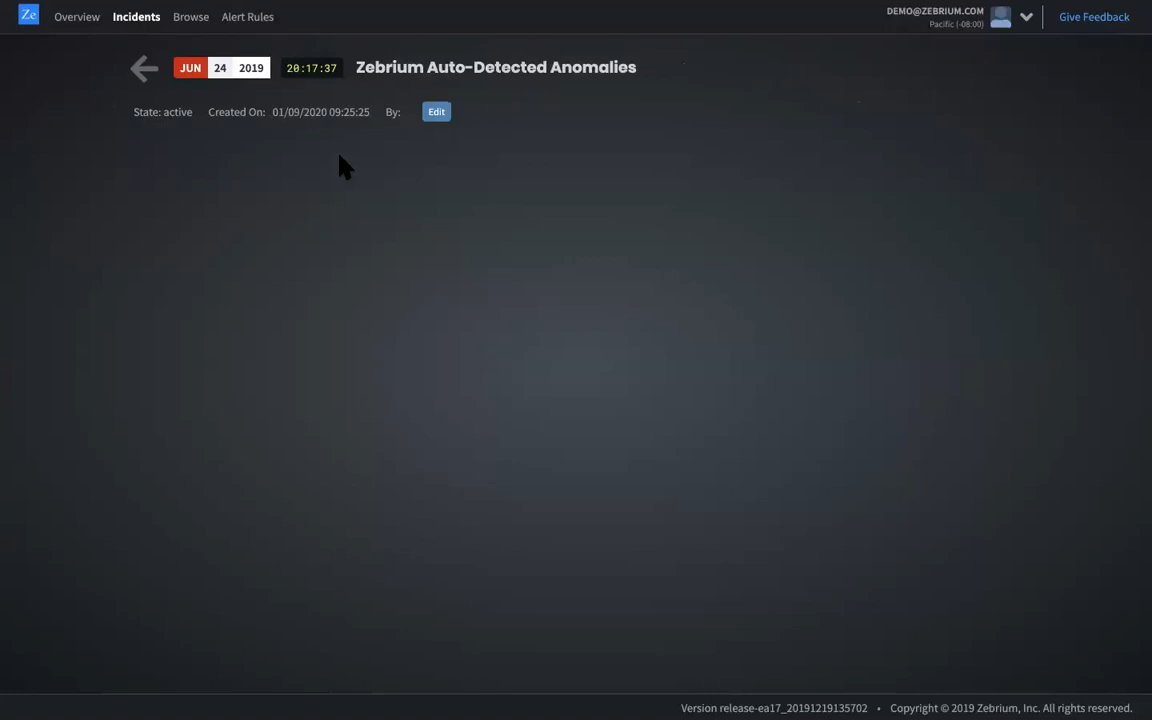 Ze Overview Incidents Browse Alert Rules DEMO@ZEBRIUM.COM Give Feedback
Pacific (-08:00)
JUN 24 2019 20:17:37 Zebrium Auto-Detected Anomalies
State: active Created On: 01/09/2020 09:25:25 By: Edit
Version release-ea17_20191219135702 • Copyright © 2019 Zebrium, Inc. All rights reserved.